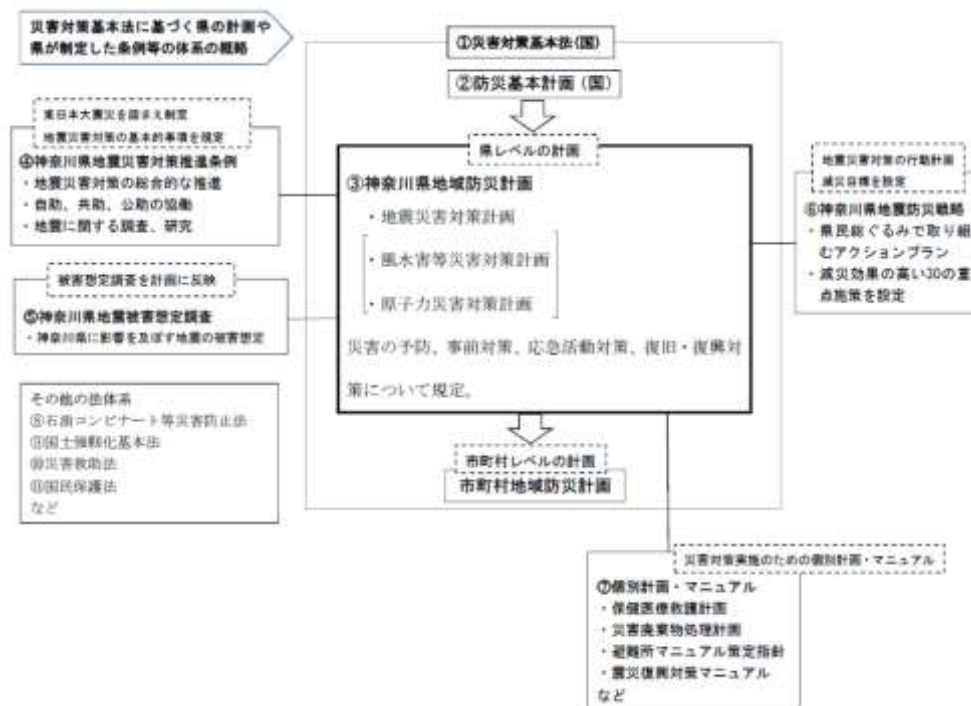 災害対策基本法に基づく県の計画や
県が制定した条例等の体系の概略
①災害対策基本法(国)
②防災基本計画（国）
東日本大震災を踏まえ制定
地震災害対策の基本的事項を規定
④神奈川県地震災害対策推進条例
・地震災害対策の総合的な推進
・自助、共助、公助の協働
・地震に関する調査、研究
被害想定調査を計画に反映
⑤神奈川県地震被害想定調査
・神奈川県に影響を及ぼす地震の被害想定
その他の法体系
⑧石油コンビナート等災害防止法
⑨国土強靱化基本法
⑩災害救助法
⑪国民保護法
など
県レベルの計画
③神奈川県地域防災計画
・地震災害対策計画
・風水害等災害対策計画
・原子力災害対策計画
災害の予防、事前対策、応急活動対策、復旧・復興対
策について規定。
市町村レベルの計画
市町村地域防災計画
地震災害対策の行動計画
減災目標を設定
⑥神奈川県地震防災戦略
・県民総ぐるみで取り組
むアクションプラン
・減災効果の高い30の重
点施策を設定
災害対策実施のための個別計画・マニュアル
⑦個別計画・マニュアル
・保健医療救護計画
・災害廃棄物処理計画
・避難所マニュアル策定指針
・震災復興対策マニュアル
など